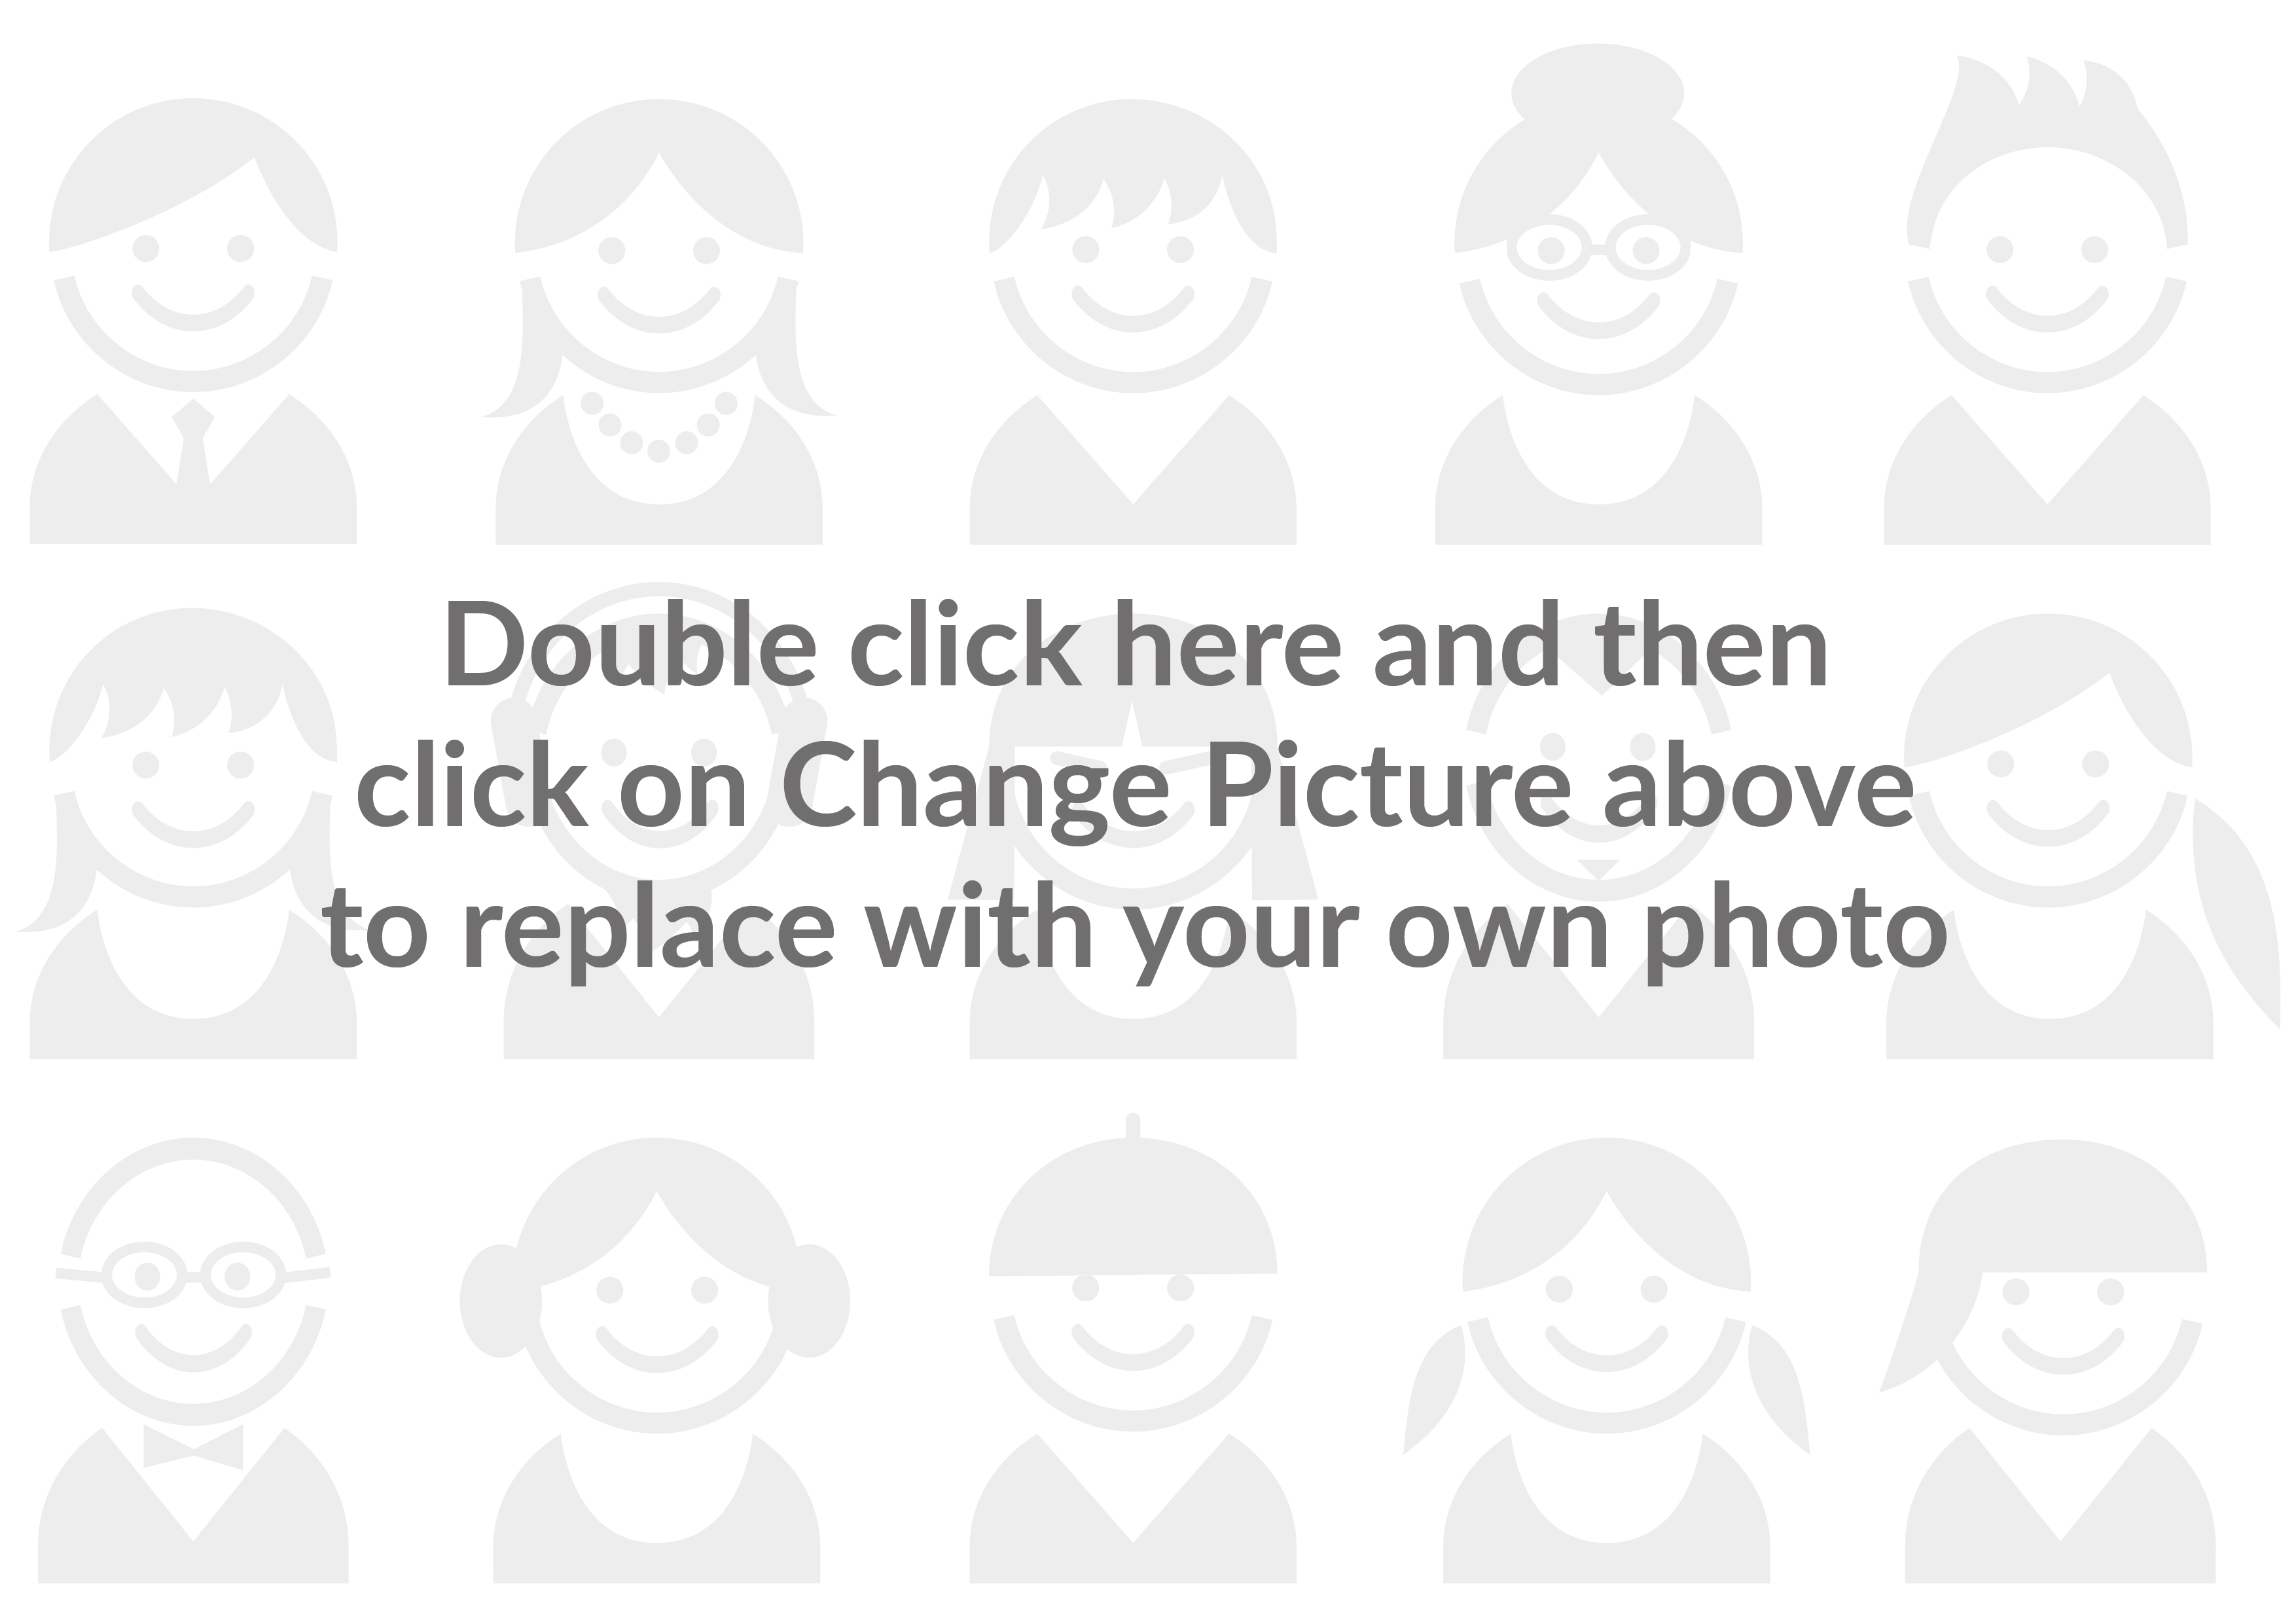 Double click here and then
click on Change Picture above
to replace with your own photo